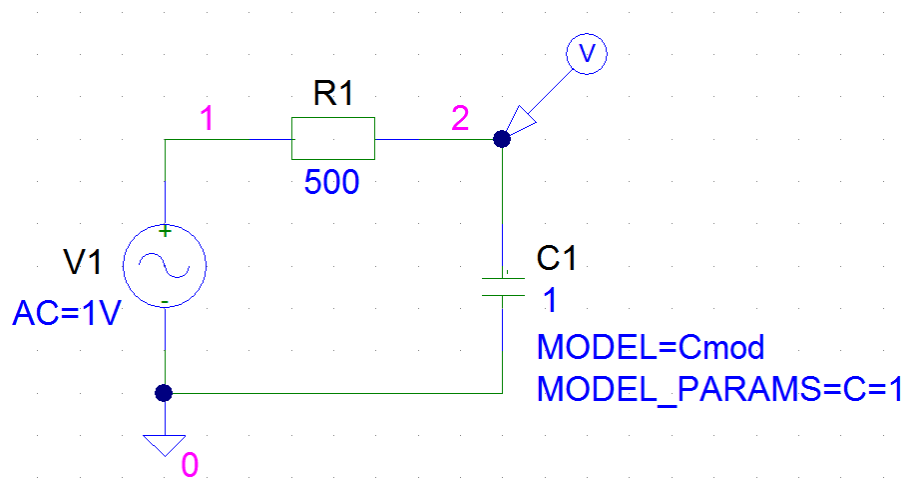 V
R1
1
2
500
V1
+
-
AC=1V
C1
1
MODEL=Cmod
MODEL_PARAMS=C=1
0